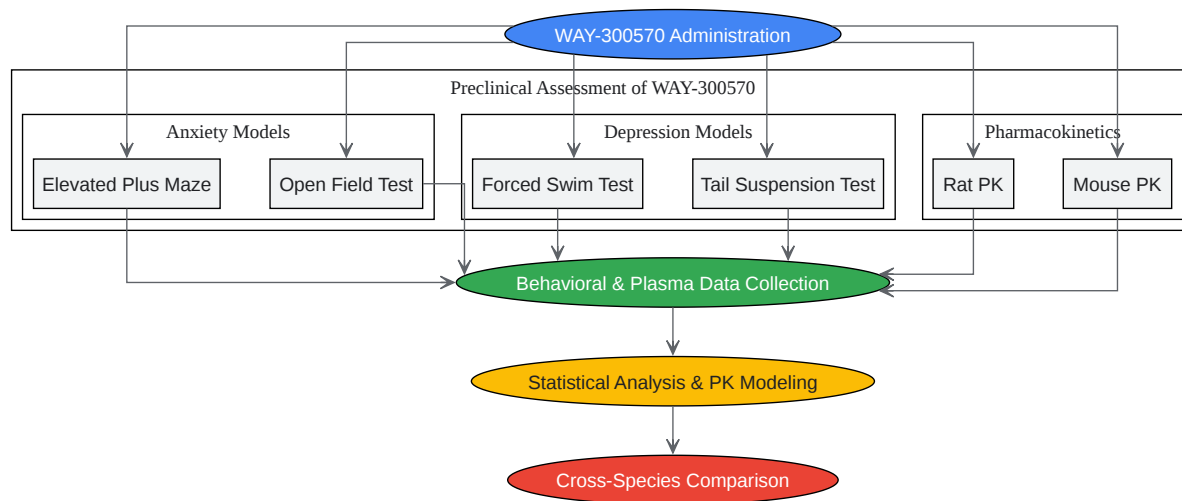 WAY-300570 Administration
Preclinical Assessment of WAY-300570
Anxiety Models
Depression Models
Pharmacokinetics
Elevated Plus Maze
Open Field Test
Forced Swim Test
Tail Suspension Test
Rat PK
Mouse PK
Behavioral & Plasma Data Collection
Statistical Analysis & PK Modeling
Cross-Species Comparison